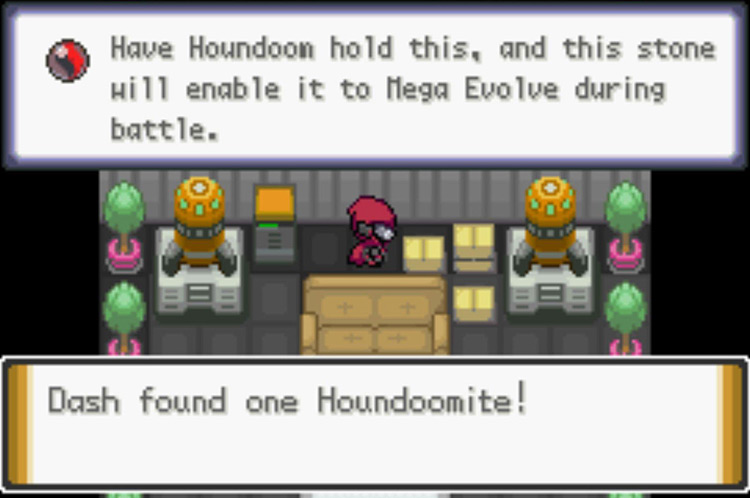 Have Houndoom hold this, and this stone
will enable it to Mega Evolve during
battle.
Dash found one Houndoomite!